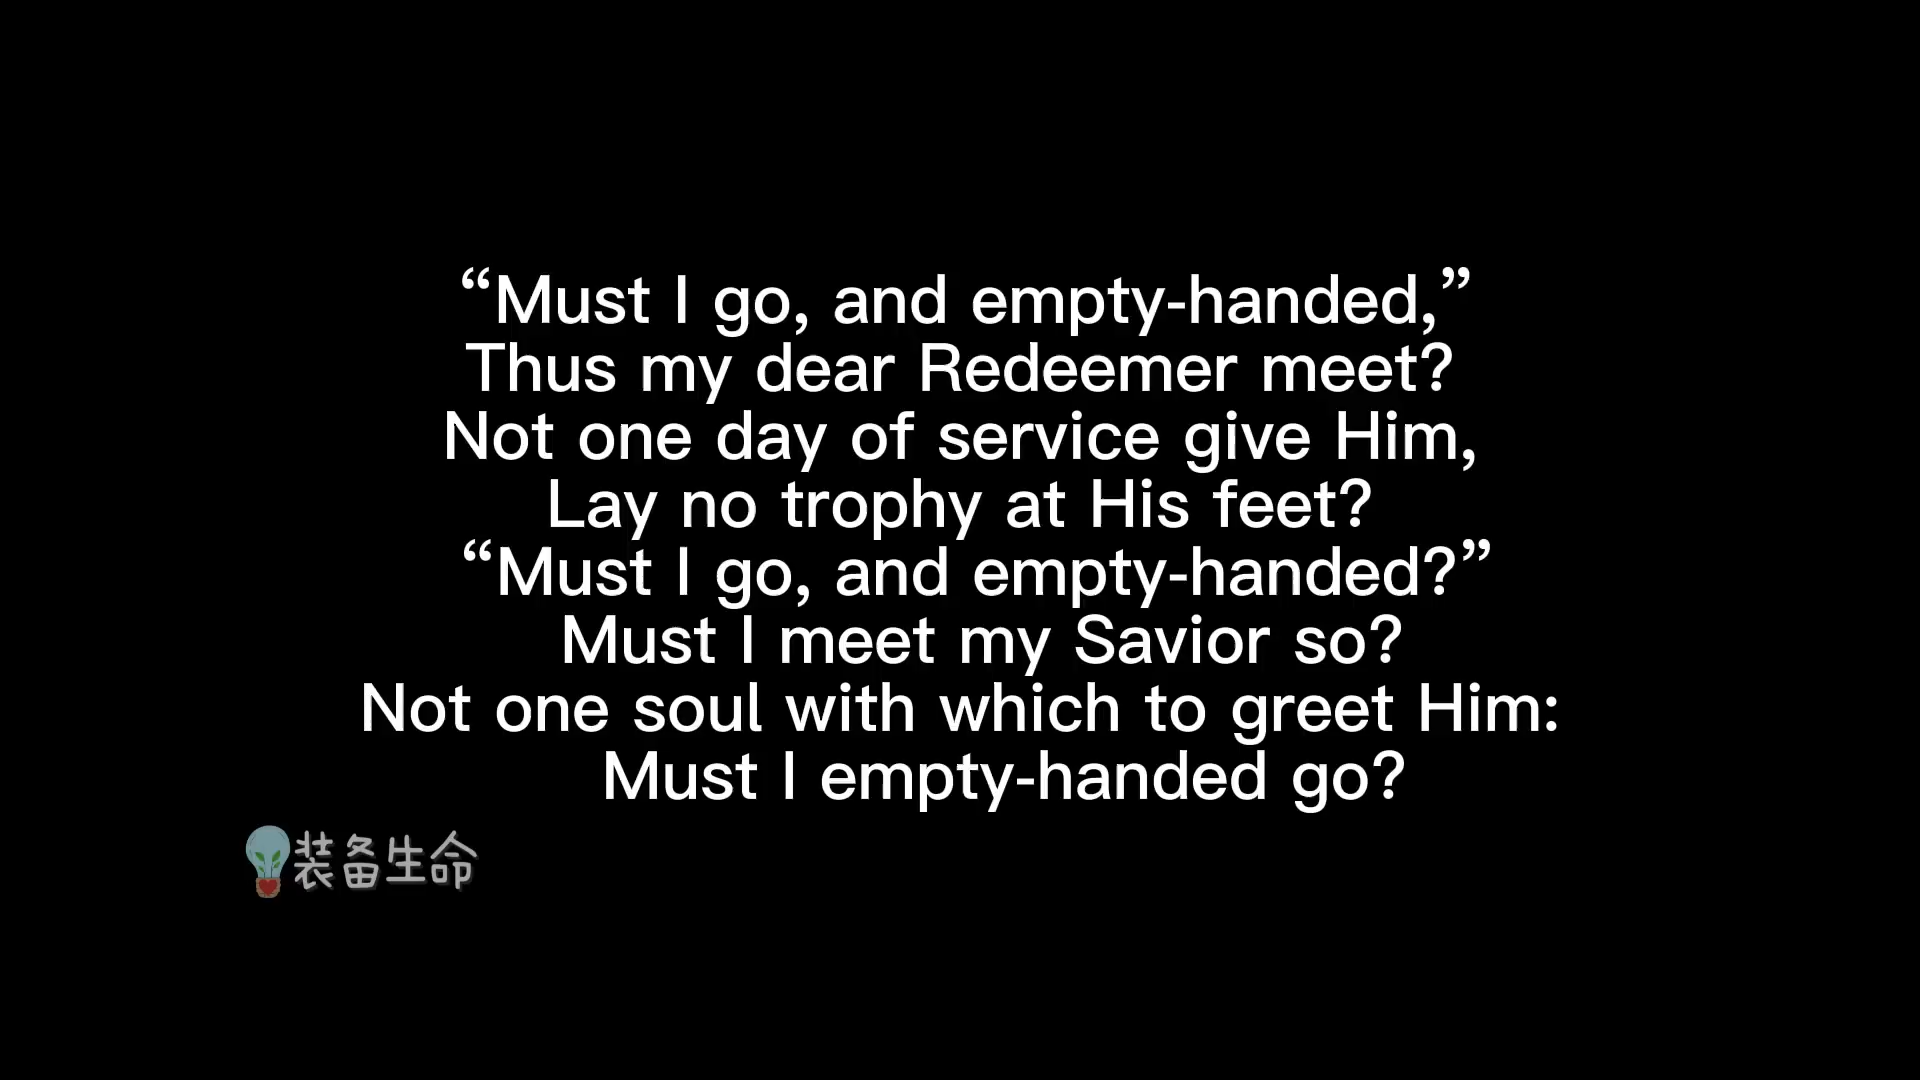 “Must I go, and empty-handed,”
Thus my dear Redeemer meet?
Not one day of service give Him,
Lay no trophy at His feet?
“Must I go, and empty-handed?”
Must I meet my Savior so?
Not one soul with which to greet Him:
Must I empty-handed go?
装备生命